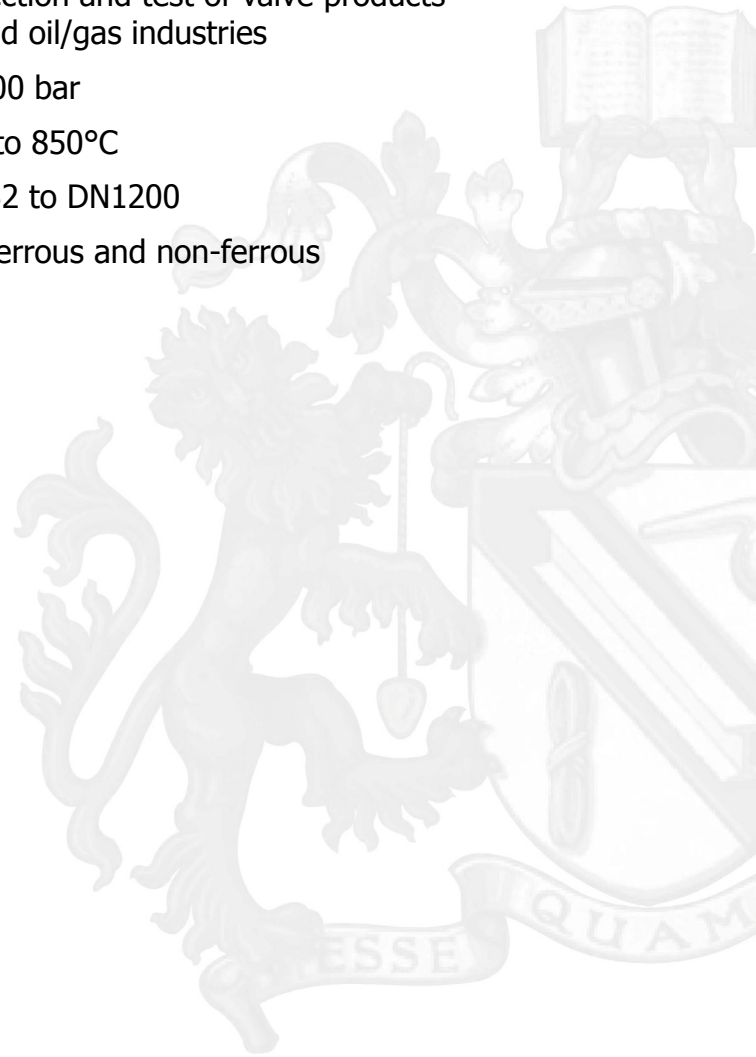 ction and test of valve products
d oil/gas industries
00 bar
to 850°C
2 to DN1200
errous and non-ferrous
ESSE
QUAM